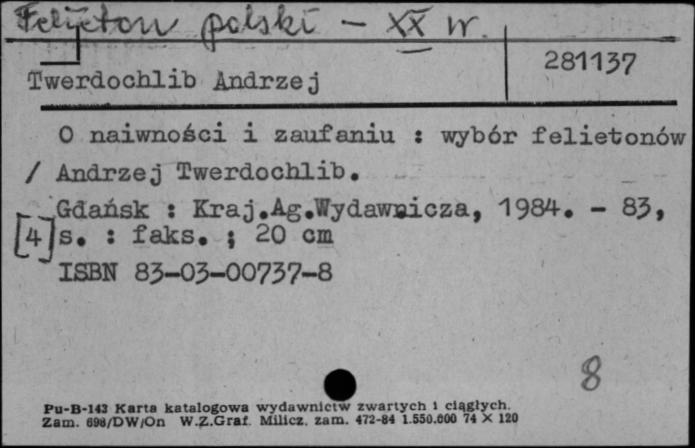 Felijeton polski - XX w.
281137
Twerdochlib Andrzej
O naiwności i zaufaniu : wybór felietonów
/ Andrzej Twerdochlib.
Gdańsk : Kraj.Ag.Wydawnicza, 1984. - 83,
[4] s. : faks. ; 20 cm
ISBN 83-03-00737-8
8
Pu-B-143 Karta katalogowa wydawnictw zwartych i ciągłych.
Zam. 698/DW/On W.Z.Graf. Milicz, zam. 472-84 1.550.000 74 X 120